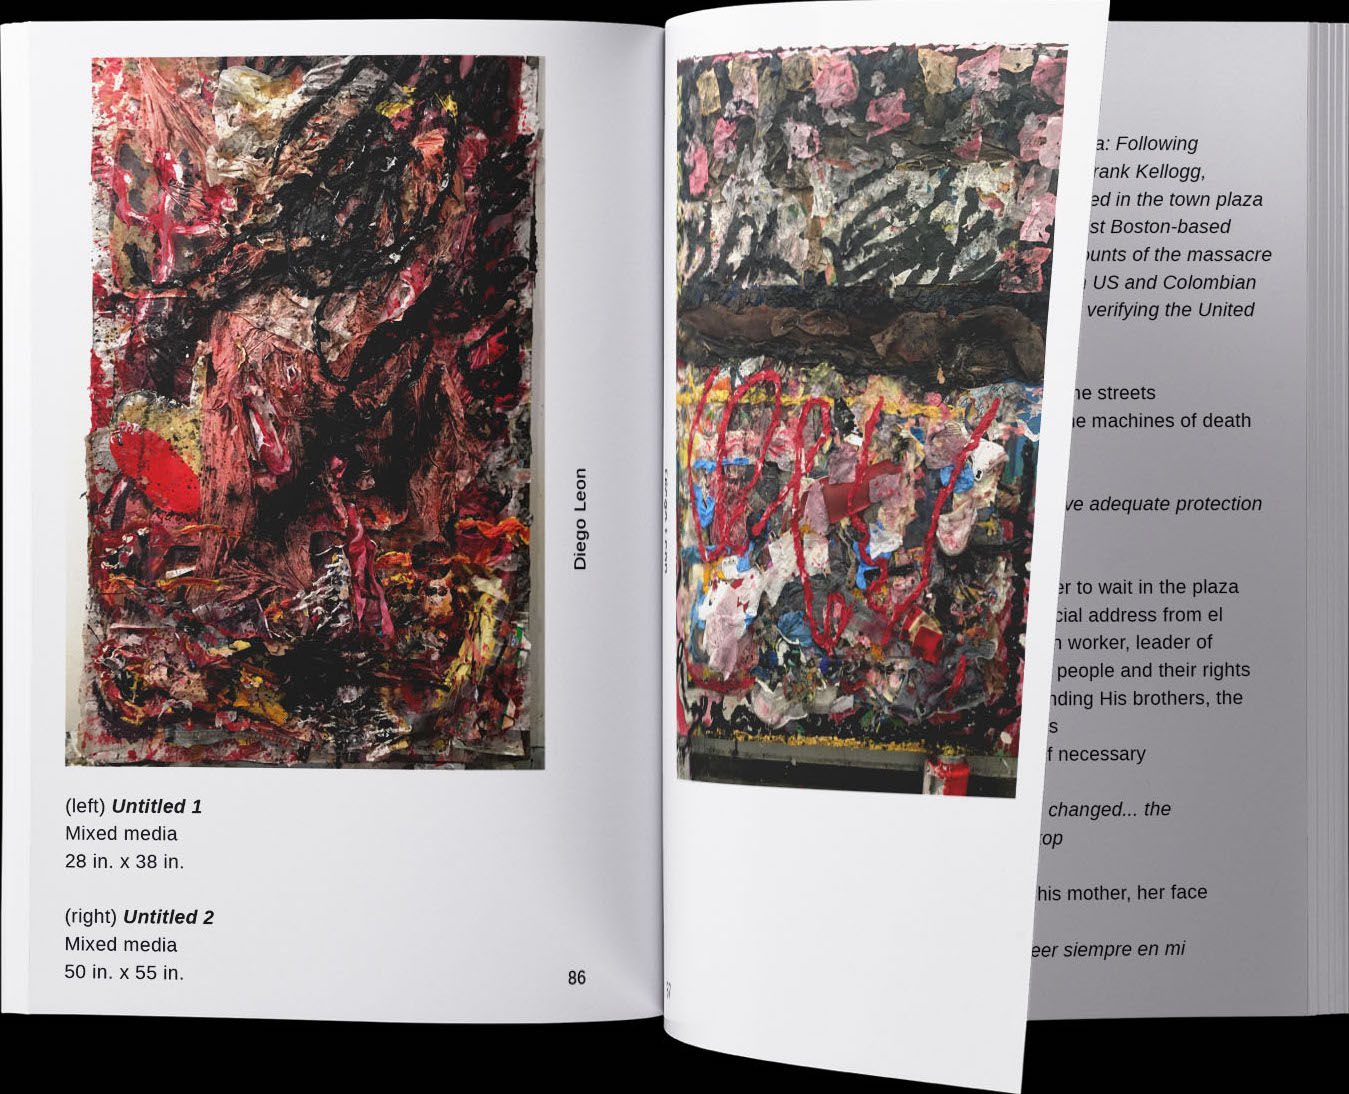 Diego Leon
(left) Untitled 1
Mixed media
28 in. x 38 in.
(right) Untitled 2
Mixed media
50 in. x 55 in.
86
a: Following
rank Kellogg,
ed in the town plaza
st Boston-based
ounts of the massacre
US and Colombian
verifying the United
he streets
he machines of death
ve adequate protection
er to wait in the plaza
cial address from el
n worker, leader of
people and their rights
nding His brothers, the
s
f necessary
changed... the
top
his mother, her face
eer siempre en mi